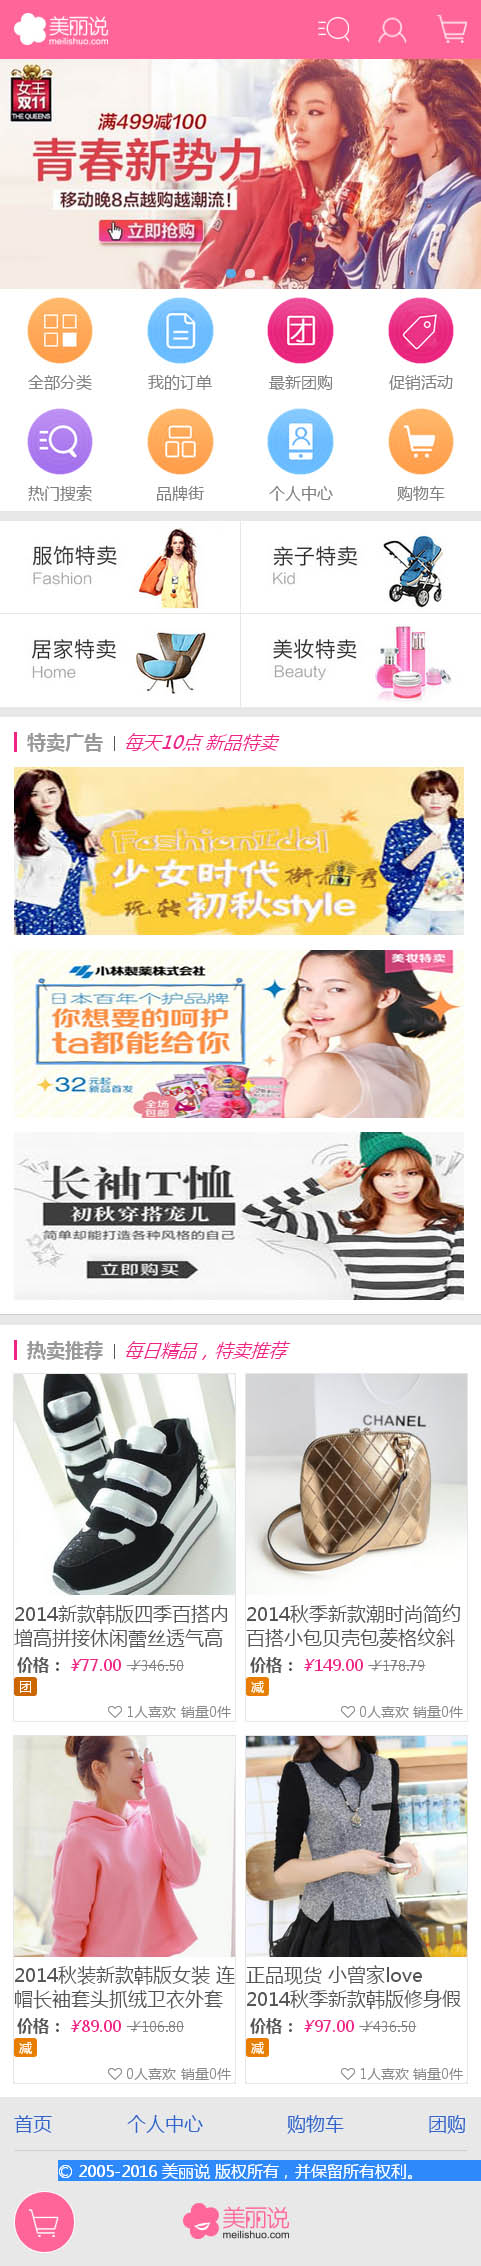 美丽说
meilishuo.com
女王
双11
THE QUEENS
满499减100
青春新势力
移动晚8点越购越潮流！
立即抢购
全部分类
我的订单
团
最新团购
促销活动
热门搜索
品牌街
个人中心
购物车
服饰特卖
Fashion
亲子特卖
Kid
居家特卖
Home
美妆特卖
Beauty
特卖广告 | 每天10点 新品特卖
FashionIdol
少女时代 街拍秀
玩转 初秋style
美妆特卖
小林製薬株式会社
日本百年个护品牌
你想要的呵护
ta都能给你
32元起
新品首发
全场
包邮
长袖T恤
初秋穿搭宠儿
简单却能打造各种风格的自己
立即购买
热卖推荐 | 每日精品，特卖推荐
CHANEL
2014新款韩版四季百搭内
增高拼接休闲蕾丝透气高
价格： ¥77.00 ¥346.50
团
1人喜欢 销量0件
2014秋季新款潮时尚简约
百搭小包贝壳包菱格纹斜
价格： ¥149.00 ¥178.79
减
0人喜欢 销量0件
2014秋装新款韩版女装 连
帽长袖套头抓绒卫衣外套
价格： ¥89.00 ¥106.80
减
0人喜欢 销量0件
正品现货 小曾家love
2014秋季新款韩版修身假
价格： ¥97.00 ¥436.50
减
1人喜欢 销量0件
首页 个人中心 购物车 团购
© 2005-2016 美丽说 版权所有，并保留所有权利。
美丽说
meilishuo.com